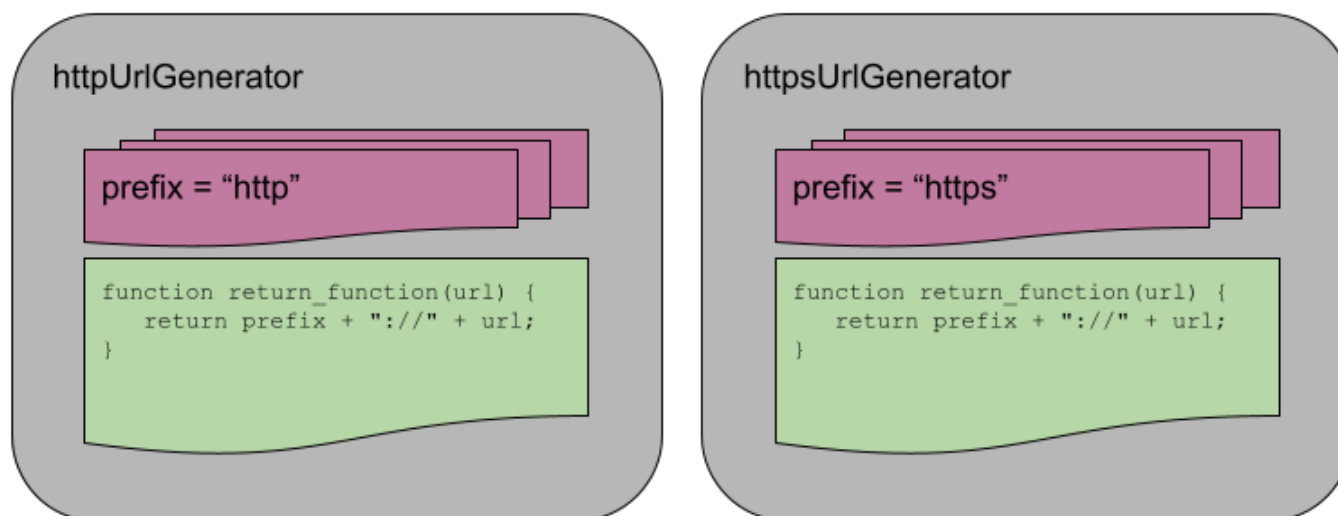 httpUrlGenerator
prefix = “http”
function return_function(url) {
   return prefix + "://" + url;
}
httpsUrlGenerator
prefix = “https”
function return_function(url) {
   return prefix + "://" + url;
}